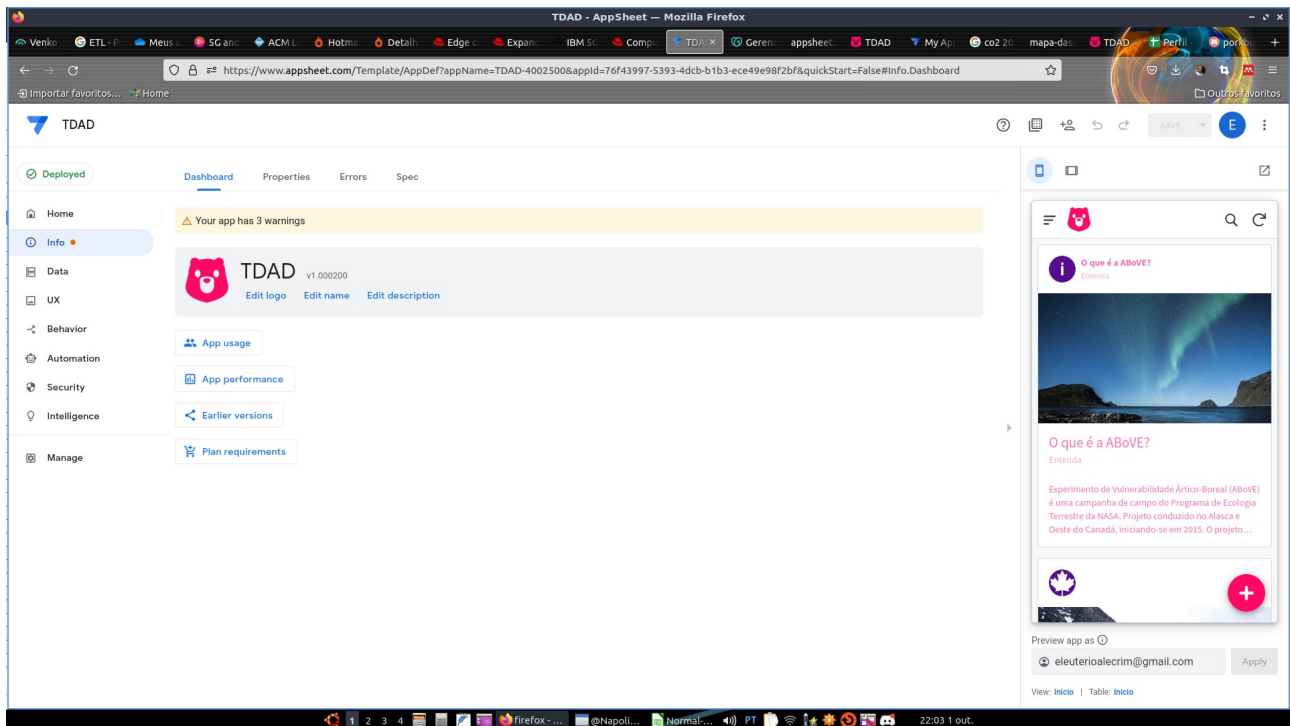 TDAD - AppSheet — Mozilla Firefox
Venko
ETL - P
Meus a
5G and
ACM L
Hotma
Detalh
Edge c
Expan
IBM SC
Compu
TDA
Geren
appsheet
TDAD
My Ap
co2 20
mapa-das
TDAD
Perfil
porkb
https://www.appsheet.com/Template/AppDef?appName=TDAD-4002500&appId=76f43997-5393-4dcb-b1b3-ece49e98f2bf&quickStart=False#Info.Dashboard
Importar favoritos...
Home
Outros favoritos
TDAD
SAVE
E
Deployed
Home
Info
Data
UX
Behavior
Automation
Security
Intelligence
Manage
Dashboard Properties Errors Spec
Your app has 3 warnings
TDAD v1.000200
Edit logo Edit name Edit description
App usage
App performance
Earlier versions
Plan requirements
O que é a ABoVE?
Entenda
O que é a ABoVE?
Entenda
Experimento de Vulnerabilidade Ártico-Boreal (ABoVE)
é uma campanha de campo do Programa de Ecologia
Terrestre da NASA. Projeto conduzido no Alasca e
Oeste do Canadá, iniciando-se em 2015. O projeto...
Preview app as
eleuterioalecrim@gmail.com
Apply
View: Inicio | Table: Inicio
1 2 3 4
firefox - ...
@Napoli...
Normal-...
PT
22:03 1 out.